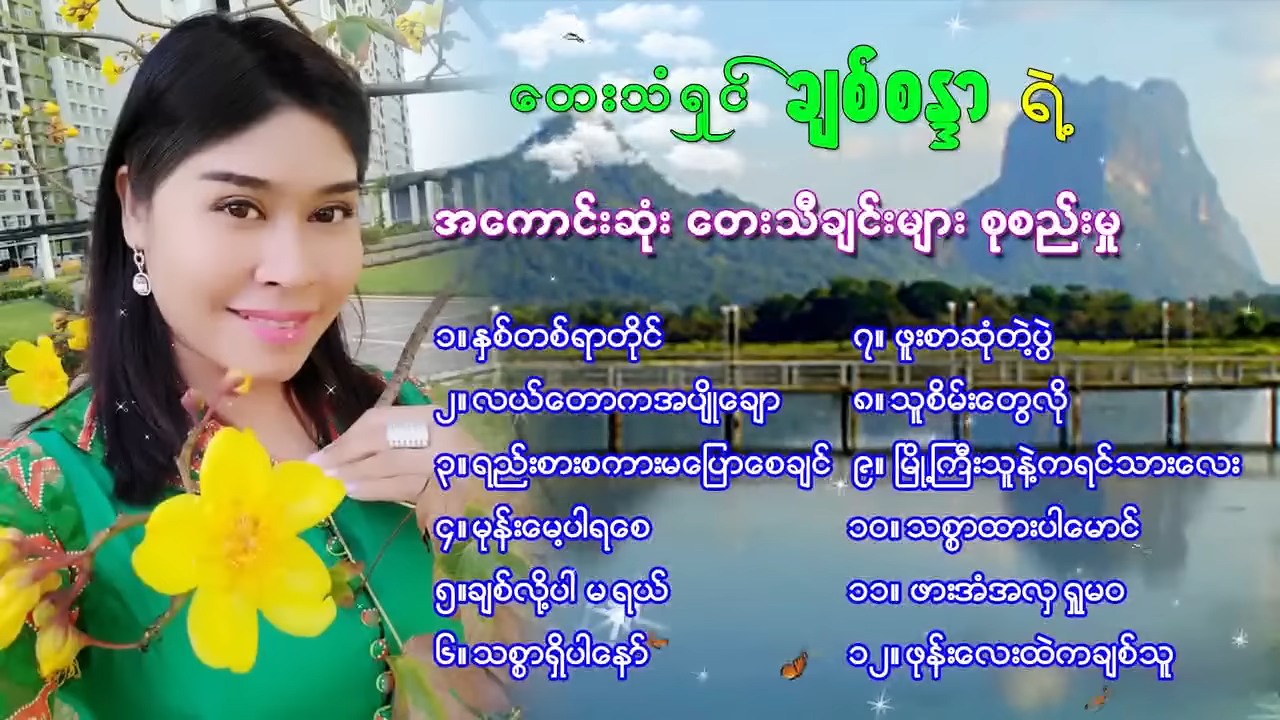 တေးသံရှင် ချစ်စန္ဒာ ရဲ့
အကောင်းဆုံး တေးသီချင်းများ စုစည်းမှု
၁။ နှစ်တစ်ရာတိုင်
၂။ လယ်တောကအပျိုချော
၃။ ရည်းစားစကားမပြောစေချင်
၄။ မုန်းမေ့ပါရစေ
၅။ ချစ်လို့ပါ မရယ်
၆။ သစ္စာရှိပါနော်
၇။ ဖူးစာဆုံတဲ့ပွဲ
၈။ သူစိမ်းတွေလို
၉။ မြို့ကြီးသူနဲ့ကရင်သားလေး
၁၀။ သစ္စာထားပါမောင်
၁၁။ ဖားအံအလှ ရှုမဝ
၁၂။ ဖုန်းလေးထဲကချစ်သူ